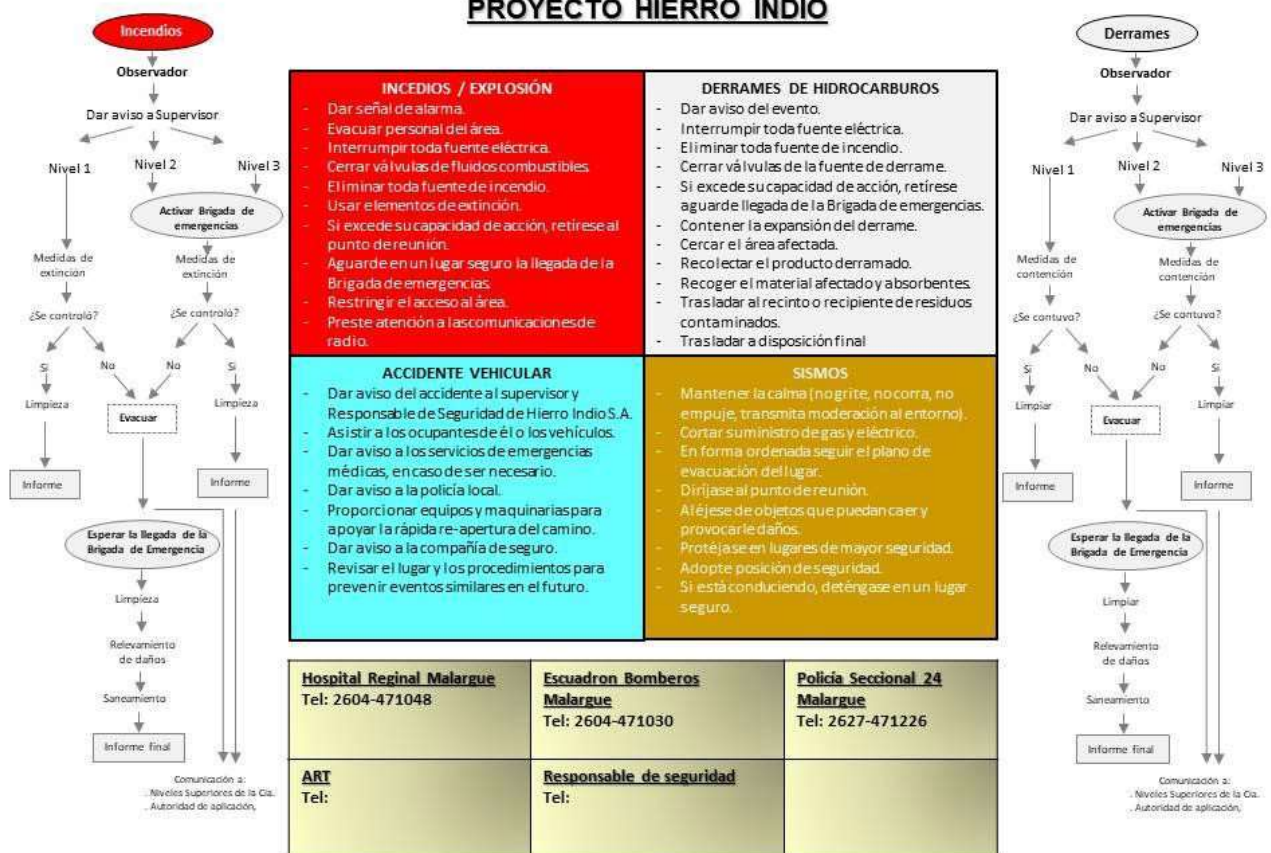 PROYECTO HIERRO INDIO
Incendios
Observador
Dar aviso a Supervisor
Nivel 1
Nivel 2
Nivel 3
Activar Brigada de
emergencias
Medidas de
extinción
Medidas de
extinción
¿Se controló?
¿Se controló?
Si
No
No
Si
Limpieza
Limpieza
Evacuar
Informe
Informe
Esperar la llegada de la
Brigada de Emergencia
Limpieza
Relevamiento
de daños
Saneamiento
Informe final
Comunicación a:
. Niveles Superiores de la Cia.
. Autoridad de aplicación,
INCEDIOS / EXPLOSIÓN
- Dar señal de alarma.
- Evacuar personal del área.
- Interrumpir toda fuente eléctrica.
- Cerrar válvulas de fluidos combustibles.
- Eliminar toda fuente de incendio.
- Usar elementos de extinción.
- Si excede su capacidad de acción, retírese al
punto de reunión.
- Aguarde en un lugar seguro la llegada de la
Brigada de emergencias.
- Restringir el acceso al área.
- Preste atención a las comunicaciones de
radio.
DERRAMES DE HIDROCARBUROS
- Dar aviso del evento.
- Interrumpir toda fuente eléctrica.
- Eliminar toda fuente de incendio.
- Cerrar válvulas de la fuente de derrame.
- Si excede su capacidad de acción, retírese
aguarde llegada de la Brigada de emergencias.
- Contener la expansión del derrame.
- Cercar el área afectada.
- Recolectar el producto derramado.
- Recoger el material afectado y absorbentes.
- Trasladar al recinto o recipiente de residuos
contaminados.
- Trasladar a disposición final
ACCIDENTE VEHICULAR
- Dar aviso del accidente al supervisor y
Responsable de Seguridad de Hierro Indio S.A.
- Asistir a los ocupantes de él o los vehículos.
- Dar aviso a los servicios de emergencias
médicas, en caso de ser necesario.
- Dar aviso a la policía local.
- Proporcionar equipos y maquinarias para
apoyar la rápida re-apertura del camino.
- Dar aviso a la compañía de seguro.
- Revisar el lugar y los procedimientos para
prevenir eventos similares en el futuro.
SISMOS
- Mantener la calma (no grite, no corra, no
empuje, transmita moderación al entorno).
- Cortar suministro de gas y eléctrico.
- En forma ordenada seguir el plano de
evacuación del lugar.
- Diríjase al punto de reunión.
- Aléjese de objetos que puedan caer y
provocarle daños.
- Protéjase en lugares de mayor seguridad.
- Adopte posición de seguridad.
- Si está conduciendo, deténgase en un lugar
seguro.
Hospital Reginal Malargue
Tel: 2604-471048
Escuadron Bomberos
Malargue
Tel: 2604-471030
Policía Seccional 24
Malargue
Tel: 2627-471226
ART
Tel:
Responsable de seguridad
Tel:
Derrames
Observador
Dar aviso a Supervisor
Nivel 1
Nivel 2
Nivel 3
Activar Brigada de
emergencias
Medidas de
contención
Medidas de
contención
¿Se contuvo?
¿Se contuvo?
Si
No
No
Si
Limpiar
Limpiar
Evacuar
Informe
Informe
Esperar la llegada de la
Brigada de Emergencia
Limpiar
Relevamiento
de daños
Saneamiento
Informe final
Comunicación a:
. Niveles Superiores de la Cia.
. Autoridad de aplicación,